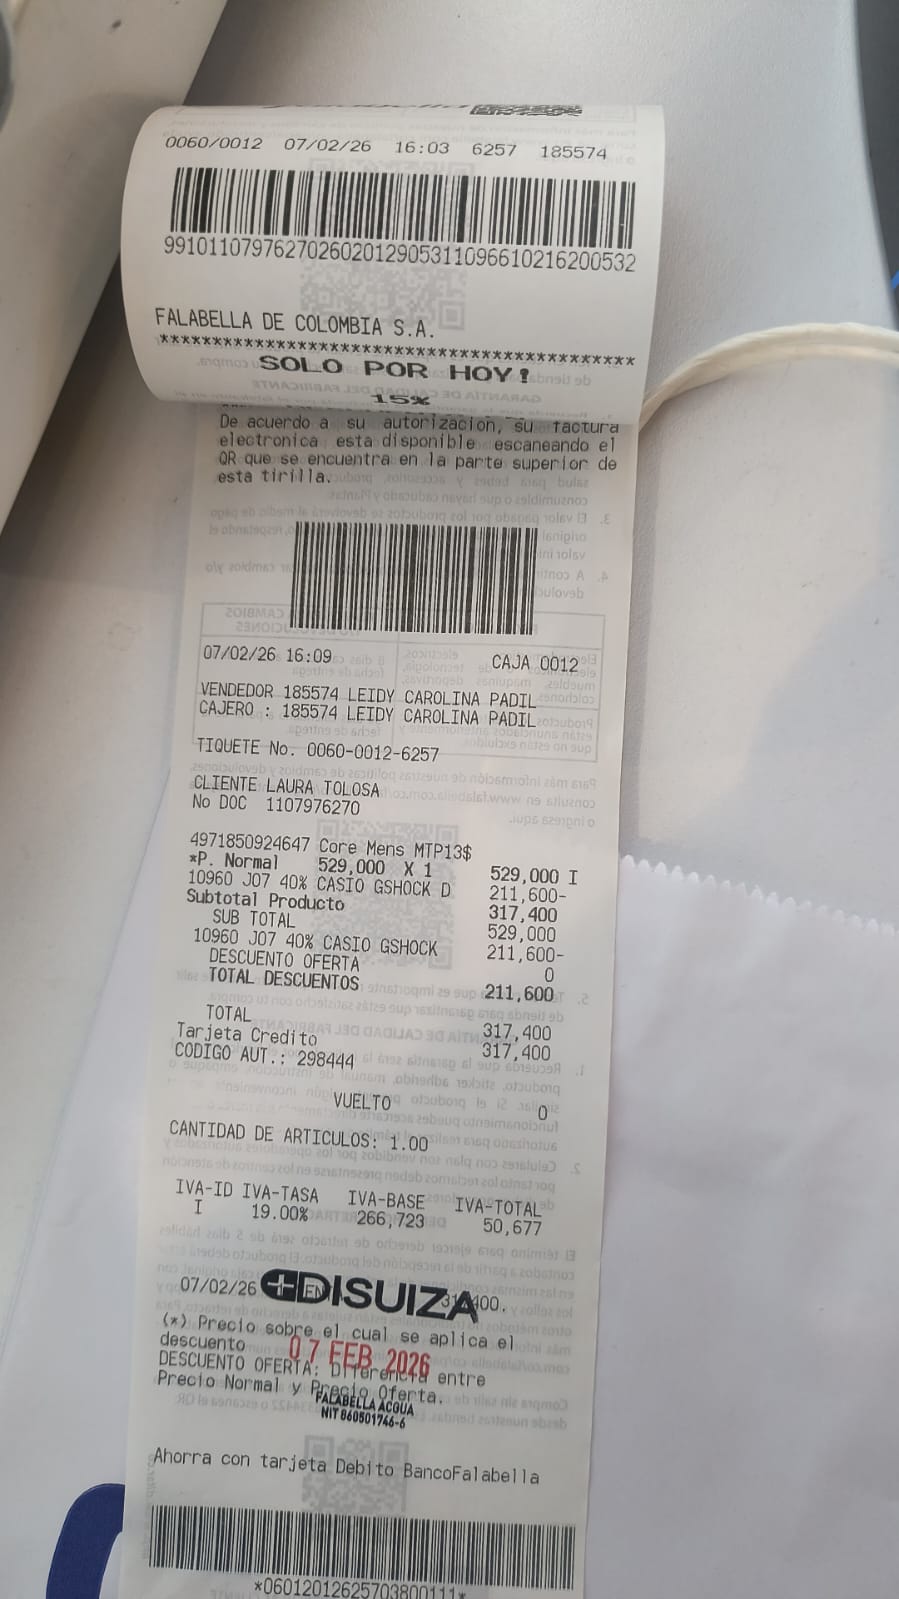 0060/0012 07/02/26 16:03 6257 185574
991011079762702602012905311096610216200532
FALABELLA DE COLOMBIA S.A.
******************************************
SOLO POR HOY!
15%
De acuerdo a su autorizacion, su factura
electronica esta disponible escaneando el
QR que se encuentra en la parte superior de
esta tirilla.
07/02/26 16:09 CAJA 0012
VENDEDOR 185574 LEIDY CAROLINA PADIL
CAJERO : 185574 LEIDY CAROLINA PADIL
TIQUETE No. 0060-0012-6257
CLIENTE LAURA TOLOSA
No DOC 1107976270
4971850924647 Core Mens MTP13$
*P. Normal 529,000 X 1 529,000 I
10960 J07 40% CASIO GSHOCK D 211,600-
Subtotal Producto 317,400
SUB TOTAL 529,000
10960 J07 40% CASIO GSHOCK 211,600-
DESCUENTO OFERTA 0
TOTAL DESCUENTOS 211,600
TOTAL 317,400
Tarjeta Credito 317,400
CODIGO AUT.: 298444
VUELTO 0
CANTIDAD DE ARTICULOS: 1.00
IVA-ID IVA-TASA IVA-BASE IVA-TOTAL
I 19.00% 266,723 50,677
07/02/26 DISUIZA
(*) Precio sobre el cual se aplica el
descuento 07 FEB 2026
DESCUENTO OFERTA: Diferencia entre
Precio Normal y Precio Oferta.
FALABELLA ACQUA
NIT 860501746-6
Ahorra con tarjeta Debito BancoFalabella
*06012012625703800111*